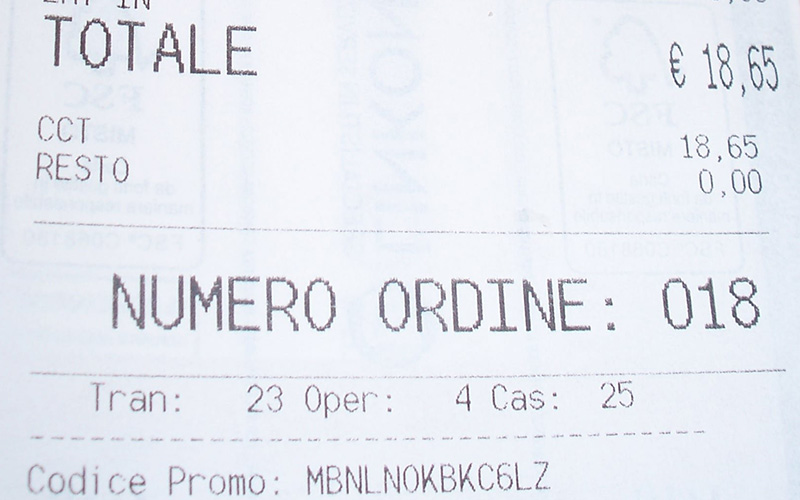 TOTALE € 18,65
CCT 18,65
RESTO 0,00
NUMERO ORDINE: 018
Tran: 23 Oper: 4 Cas: 25
Codice Promo: MBNLNOKBKC6LZ